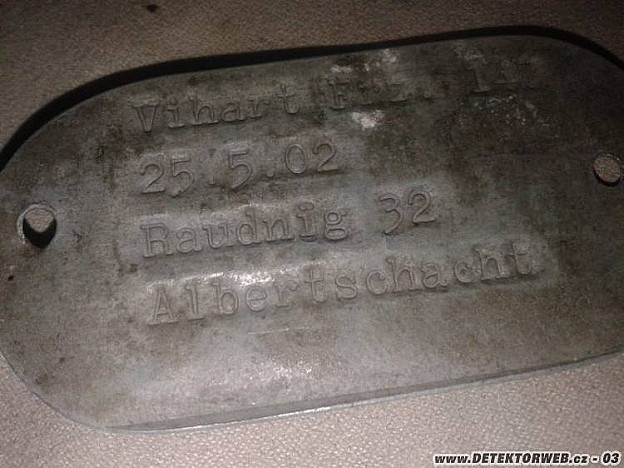 Vihart
25.5.02
Raudnig 32
Albertschacht
www.DETEKTORWEB.cz - 03